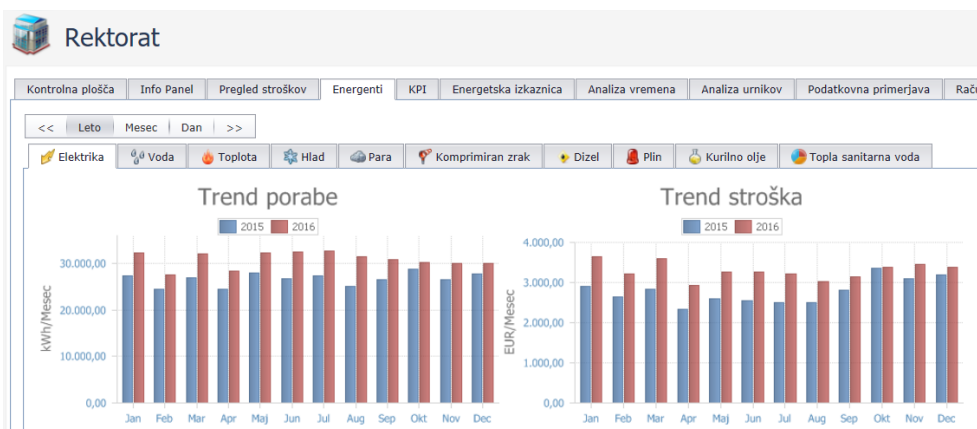 Rektorat
Kontrolna plošča Info Panel Pregled stroškov Energenti KPI Energetska izkaznica Analiza vremena Analiza urnikov Podatkovna primerjava
<< Leto Mesec Dan >>
Elektrika Voda Toplota Hlad Para Komprimiran zrak Dizel Plin Kurilno olje Topla sanitarna voda
Trend porabe
2015 2016
kWh/Mesec
30.000,00
20.000,00
10.000,00
0,00
Jan Feb Mar Apr Maj Jun Jul Aug Sep Okt Nov Dec
Trend stroška
2015 2016
EUR/Mesec
4.000,00
3.000,00
2.000,00
1.000,00
0,00
Jan Feb Mar Apr Maj Jun Jul Aug Sep Okt Nov Dec